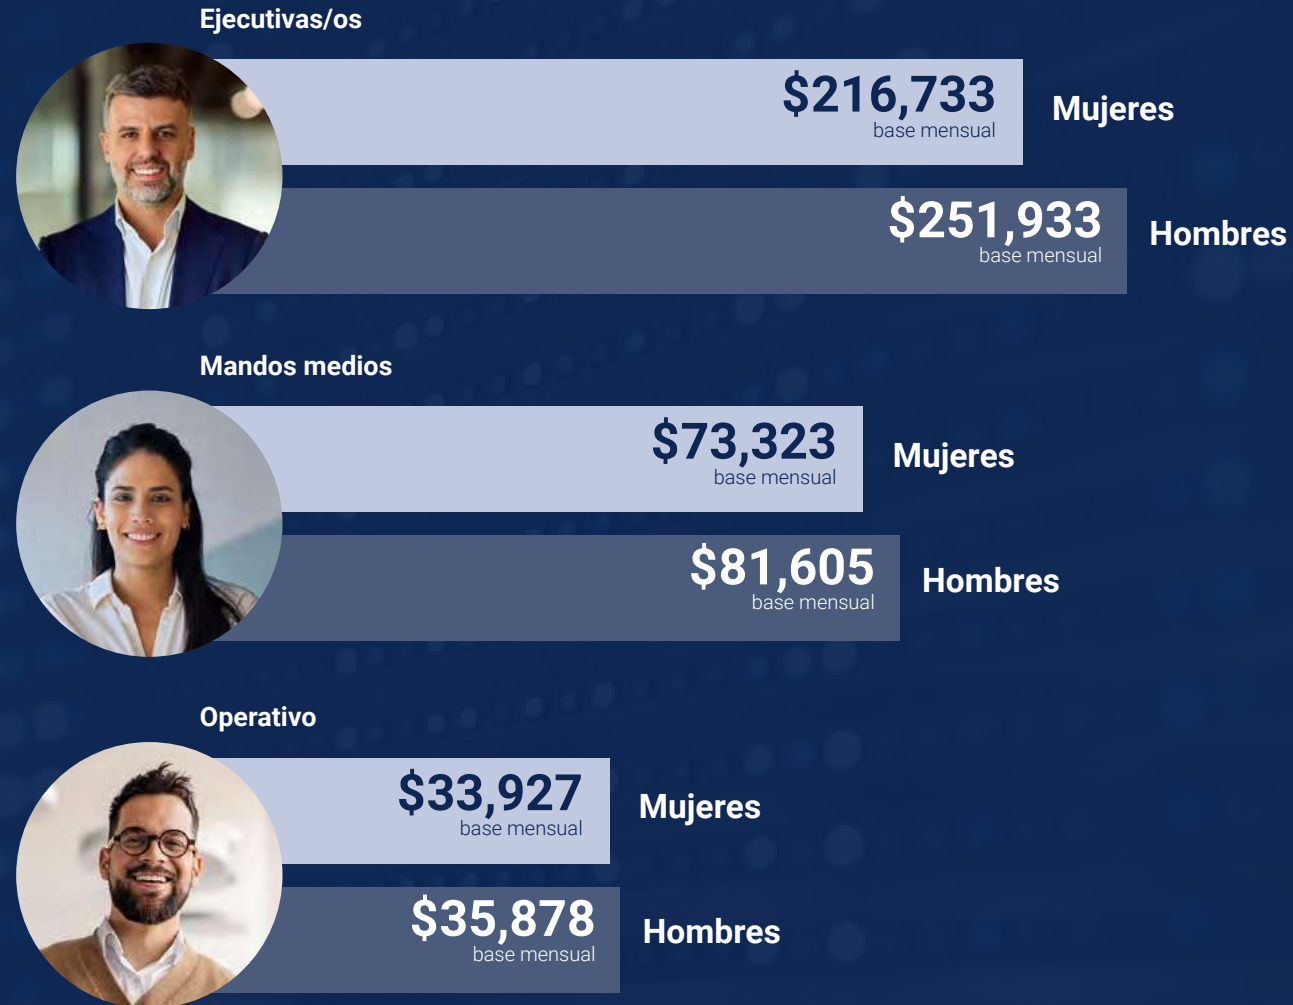 Ejecutivas/os
$216,733
base mensual
Mujeres
$251,933
base mensual
Hombres
Mandos medios
$73,323
base mensual
Mujeres
$81,605
base mensual
Hombres
Operativo
$33,927
base mensual
Mujeres
$35,878
base mensual
Hombres